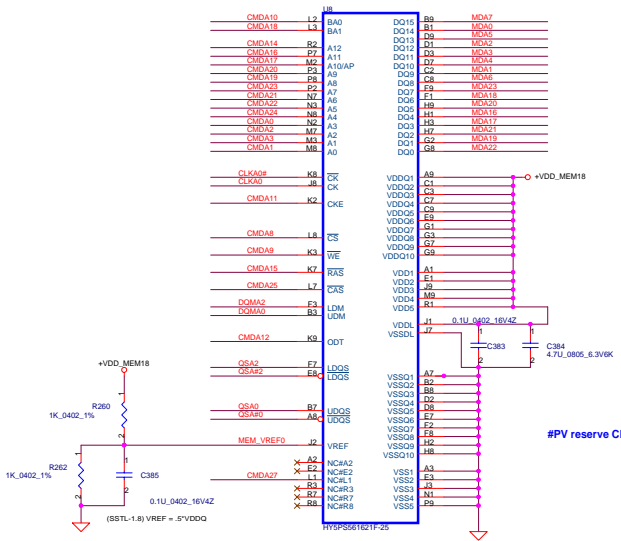 U8
CMDA10 L2 BA0 DQ15 B9 MDA7
CMDA18 L3 BA1 DQ14 B1 MDA0
DQ13 D9 MDA5
CMDA14 R2 A12 DQ12 D1 MDA2
CMDA16 P7 A11 DQ11 D3 MDA3
CMDA17 M2 A10/AP DQ10 D7 MDA4
CMDA20 P3 A9 DQ9 C2 MDA1
CMDA19 P8 A8 DQ8 C8 MDA6
CMDA23 P2 A7 DQ7 F9 MDA23
CMDA21 N7 A6 DQ6 F1 MDA18
CMDA22 N3 A5 DQ5 H9 MDA20
CMDA24 N8 A4 DQ4 H1 MDA16
CMDA0 N2 A3 DQ3 H3 MDA17
CMDA2 M7 A2 DQ2 H7 MDA21
CMDA3 M3 A1 DQ1 G2 MDA19
CMDA1 M8 A0 DQ0 G8 MDA22
CLKA0# K8 CK VDDQ1 A9 +VDD_MEM18
CLKA0 J8 CK VDDQ2 C1
VDDQ3 C3
CMDA11 K2 CKE VDDQ4 C7
VDDQ5 C9
VDDQ6 E9
VDDQ7 G1
CMDA8 L8 CS VDDQ8 G3
VDDQ9 G7
CMDA9 K3 WE VDDQ10 G9
CMDA15 K7 RAS VDD1 A1
VDD2 E1
CMDA25 L7 CAS VDD3 J9
VDD4 M9
DQMA2 F3 LDM VDD5 R1
DQMA0 B3 UDM
VDDL J1 0.1U_0402_16V4Z
CMDA12 K9 ODT VSSDL J7
1 2 C383
1 2 C384
4.7U_0805_6.3V6K
QSA2 F7 LDQS VSSQ1 A7
QSA#2 E8 LDQS VSSQ2 B2
VSSQ3 B8
VSSQ4 D2
VSSQ5 D8
QSA0 B7 UDQS VSSQ6 E7
QSA#0 A8 UDQS VSSQ7 F2
VSSQ8 F8
VSSQ9 H2
VSSQ10 H8
#PV reserve
MEM_VREF0 J2 VREF
A2 NC#A2 VSS1 A3
E2 NC#E2 VSS2 E3
CMDA27 L1 NC#L1 VSS3 J3
R3 NC#R3 VSS4 N1
R7 NC#R7 VSS5 P9
R8 NC#R8
HY5PS561621F-25
+VDD_MEM18
1 2 R260
1K_0402_1%
1 2 R262
1K_0402_1%
1 2 C385
0.1U_0402_16V4Z
(SSTL-1.8) VREF = .5*VDDQ